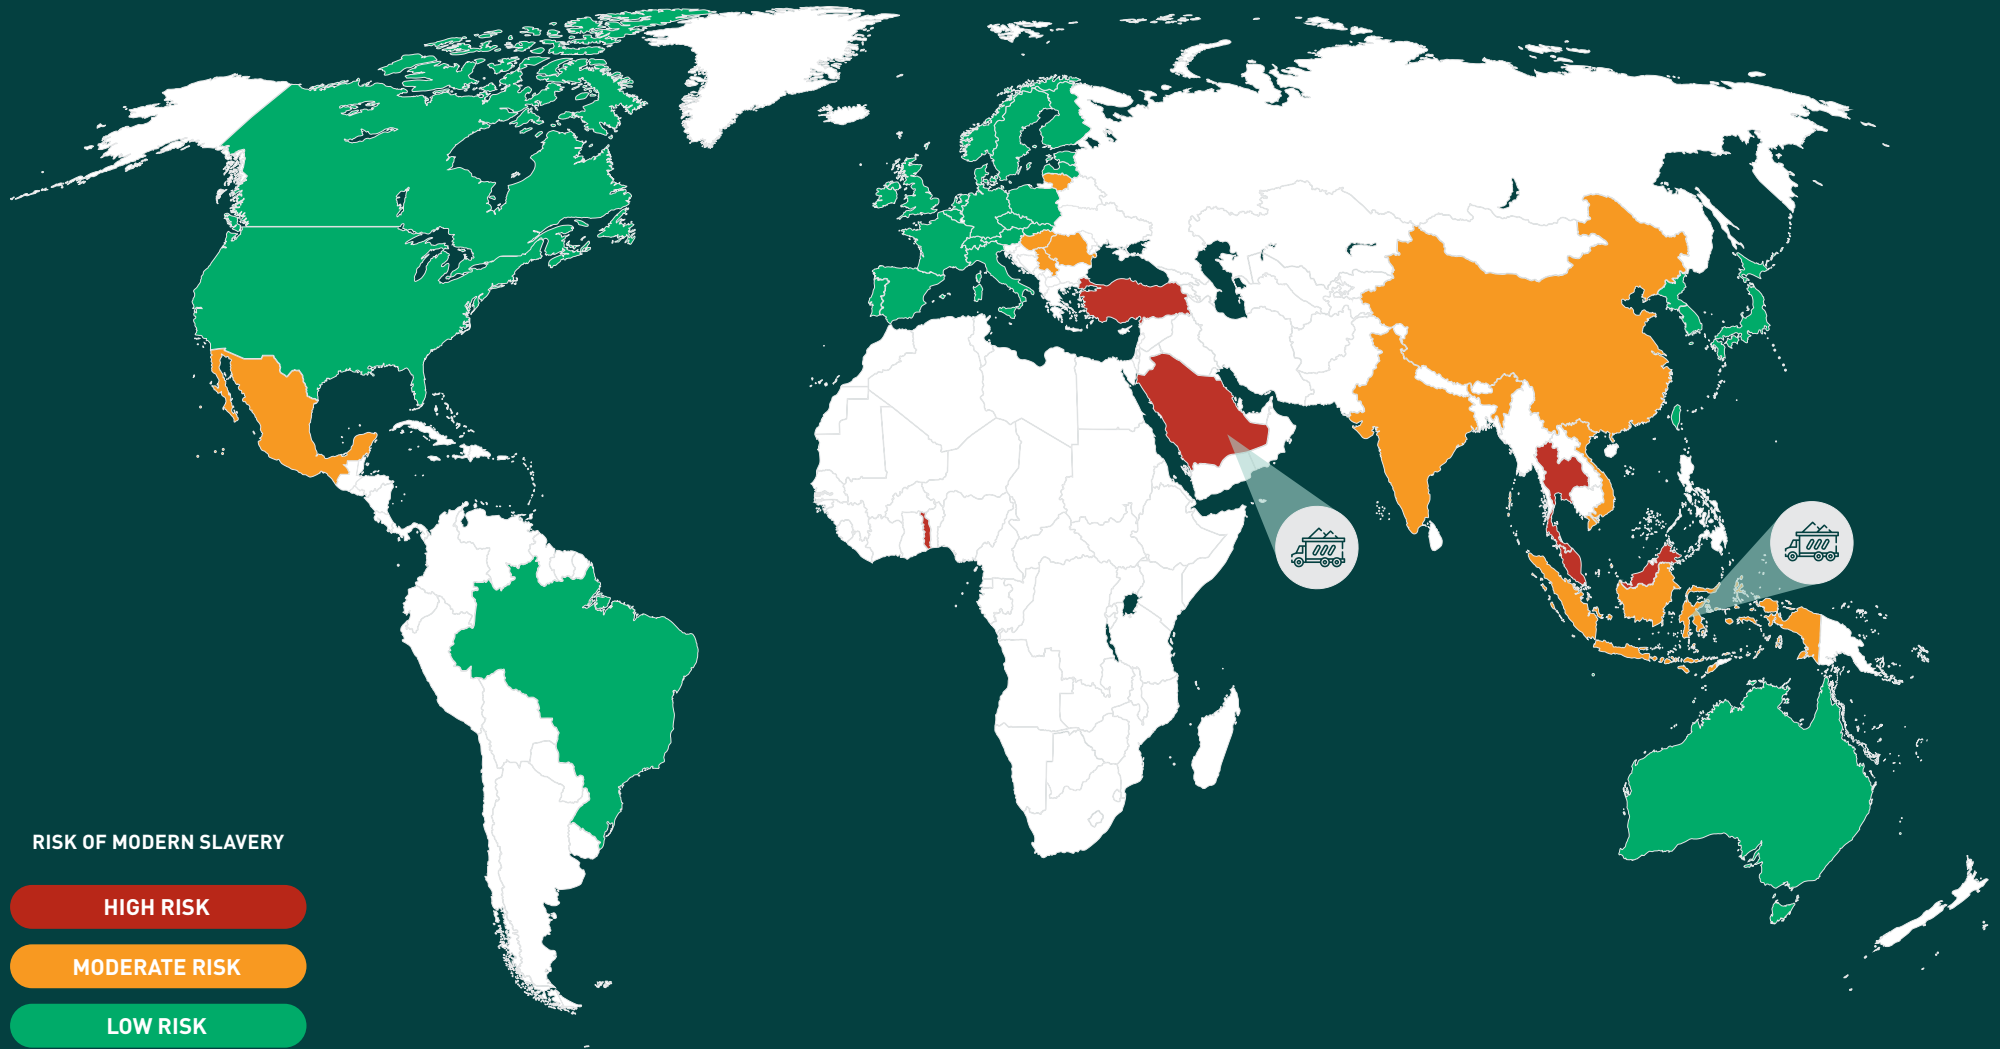 RISK OF MODERN SLAVERY
HIGH RISK
MODERATE RISK
LOW RISK